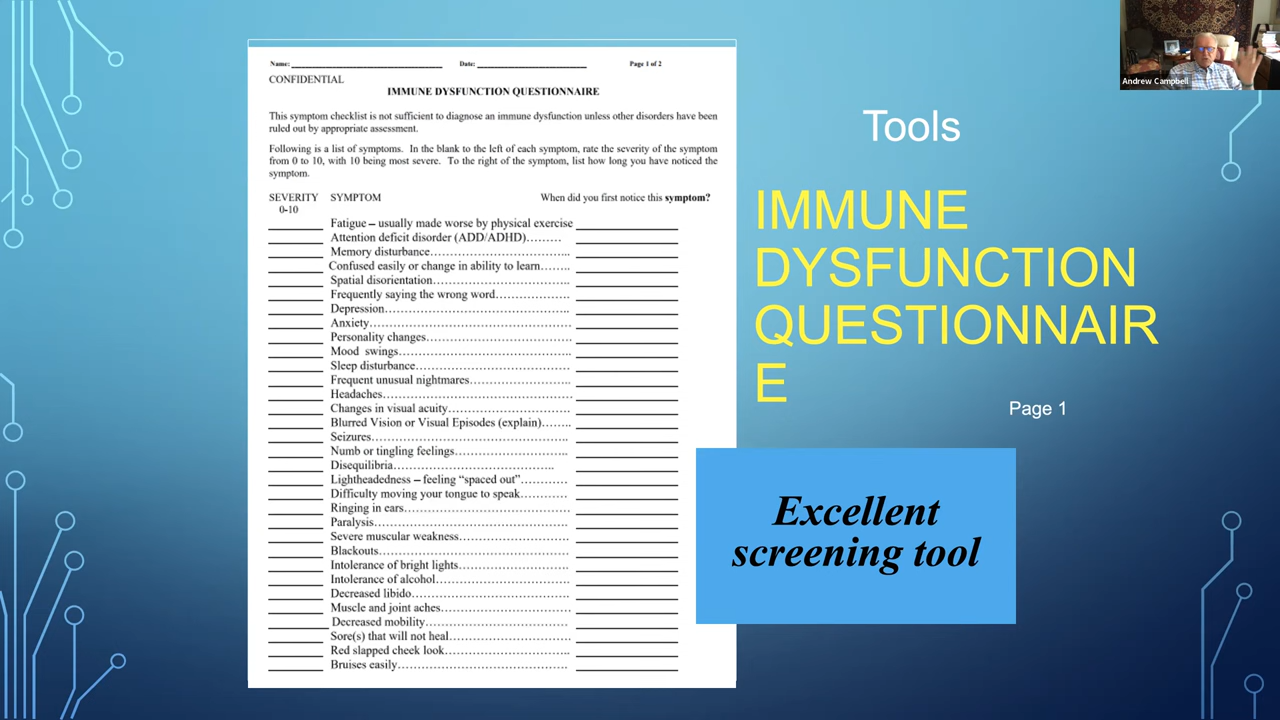 Name: ____________________ Date: ____________________ Page 1 of 2
CONFIDENTIAL
IMMUNE DYSFUNCTION QUESTIONNAIRE
This symptom checklist is not sufficient to diagnose an immune dysfunction unless other disorders have been
ruled out by appropriate assessment.
Following is a list of symptoms. In the blank to the left of each symptom, rate the severity of the symptom
from 0 to 10, with 10 being most severe. To the right of the symptom, list how long you have noticed the
symptom.
SEVERITY SYMPTOM When did you first notice this symptom?
0-10
Fatigue – usually made worse by physical exercise
Attention deficit disorder (ADD/ADHD)………
Memory disturbance…………………………...
Confused easily or change in ability to learn……..
Spatial disorientation…………………………...
Frequently saying the wrong word……………….
Depression……………………………………..
Anxiety…………………………………………
Personality changes……………………………
Mood swings…………………………………..
Sleep disturbance………………………………
Frequent unusual nightmares…………………..
Headaches………………………………………
Changes in visual acuity……………………….
Blurred Vision or Visual Episodes (explain)……..
Seizures………………………………………..
Numb or tingling feelings……………………..
Disequilibria…………………………………..
Lightheadedness – feeling “spaced out”…………
Difficulty moving your tongue to speak…………
Ringing in ears…………………………………
Paralysis……………………………………….
Severe muscular weakness…………………….
Blackouts………………………………………
Intolerance of bright lights…………………….
Intolerance of alcohol………………………….
Decreased libido……………………………….
Muscle and joint aches…………………………
Decreased mobility…………………………….
Sore(s) that will not heal………………………
Red slapped cheek look………………………..
Bruises easily………………………………….
Andrew Campbell
Tools
IMMUNE
DYSFUNCTION
QUESTIONNAIR
E
Page 1
Excellent
screening tool